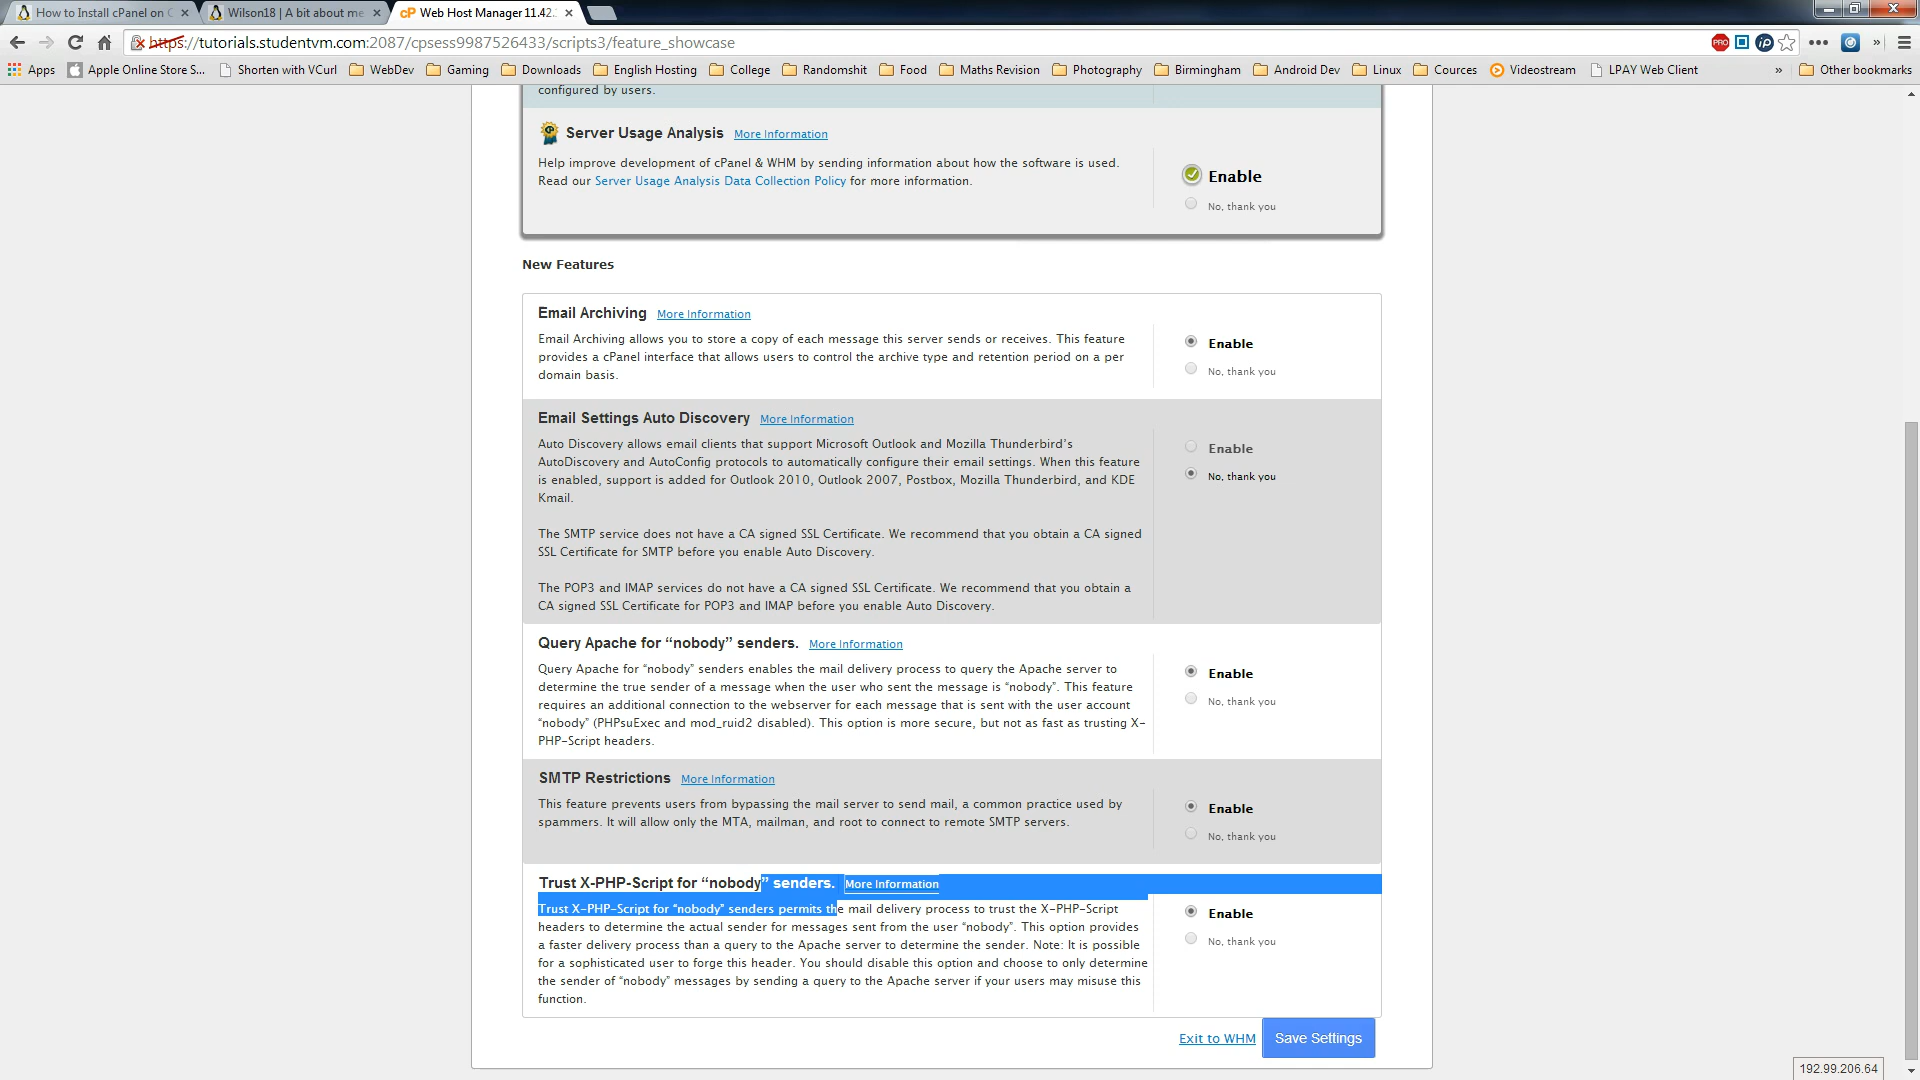 How to Install cPanel on C
Wilson18 | A bit about me
cP Web Host Manager 11.42.
https://tutorials.studentvm.com:2087/cpsess9987526433/scripts3/feature_showcase
PRO
iP
Apps
Apple Online Store S...
Shorten with VCurl
WebDev
Gaming
Downloads
English Hosting
College
Randomshit
Food
Maths Revision
Photography
Birmingham
Android Dev
Linux
Cources
Videostream
LPAY Web Client
»
Other bookmarks
configured by users.
Server Usage Analysis More Information
Help improve development of cPanel & WHM by sending information about how the software is used.
Read our Server Usage Analysis Data Collection Policy for more information.
Enable
No, thank you
New Features
Email Archiving More Information
Email Archiving allows you to store a copy of each message this server sends or receives. This feature
provides a cPanel interface that allows users to control the archive type and retention period on a per
domain basis.
Enable
No, thank you
Email Settings Auto Discovery More Information
Auto Discovery allows email clients that support Microsoft Outlook and Mozilla Thunderbird’s
AutoDiscovery and AutoConfig protocols to automatically configure their email settings. When this feature
is enabled, support is added for Outlook 2010, Outlook 2007, Postbox, Mozilla Thunderbird, and KDE
Kmail.
The SMTP service does not have a CA signed SSL Certificate. We recommend that you obtain a CA signed
SSL Certificate for SMTP before you enable Auto Discovery.
The POP3 and IMAP services do not have a CA signed SSL Certificate. We recommend that you obtain a
CA signed SSL Certificate for POP3 and IMAP before you enable Auto Discovery.
Enable
No, thank you
Query Apache for “nobody” senders. More Information
Query Apache for “nobody” senders enables the mail delivery process to query the Apache server to
determine the true sender of a message when the user who sent the message is “nobody”. This feature
requires an additional connection to the webserver for each message that is sent with the user account
“nobody” (PHPsuExec and mod_ruid2 disabled). This option is more secure, but not as fast as trusting X-
PHP-Script headers.
Enable
No, thank you
SMTP Restrictions More Information
This feature prevents users from bypassing the mail server to send mail, a common practice used by
spammers. It will allow only the MTA, mailman, and root to connect to remote SMTP servers.
Enable
No, thank you
Trust X-PHP-Script for “nobody” senders. More Information
Trust X-PHP-Script for “nobody” senders permits the mail delivery process to trust the X-PHP-Script
headers to determine the actual sender for messages sent from the user “nobody”. This option provides
a faster delivery process than a query to the Apache server to determine the sender. Note: It is possible
for a sophisticated user to forge this header. You should disable this option and choose to only determine
the sender of “nobody” messages by sending a query to the Apache server if your users may misuse this
function.
Enable
No, thank you
Exit to WHM
Save Settings
192.99.206.64